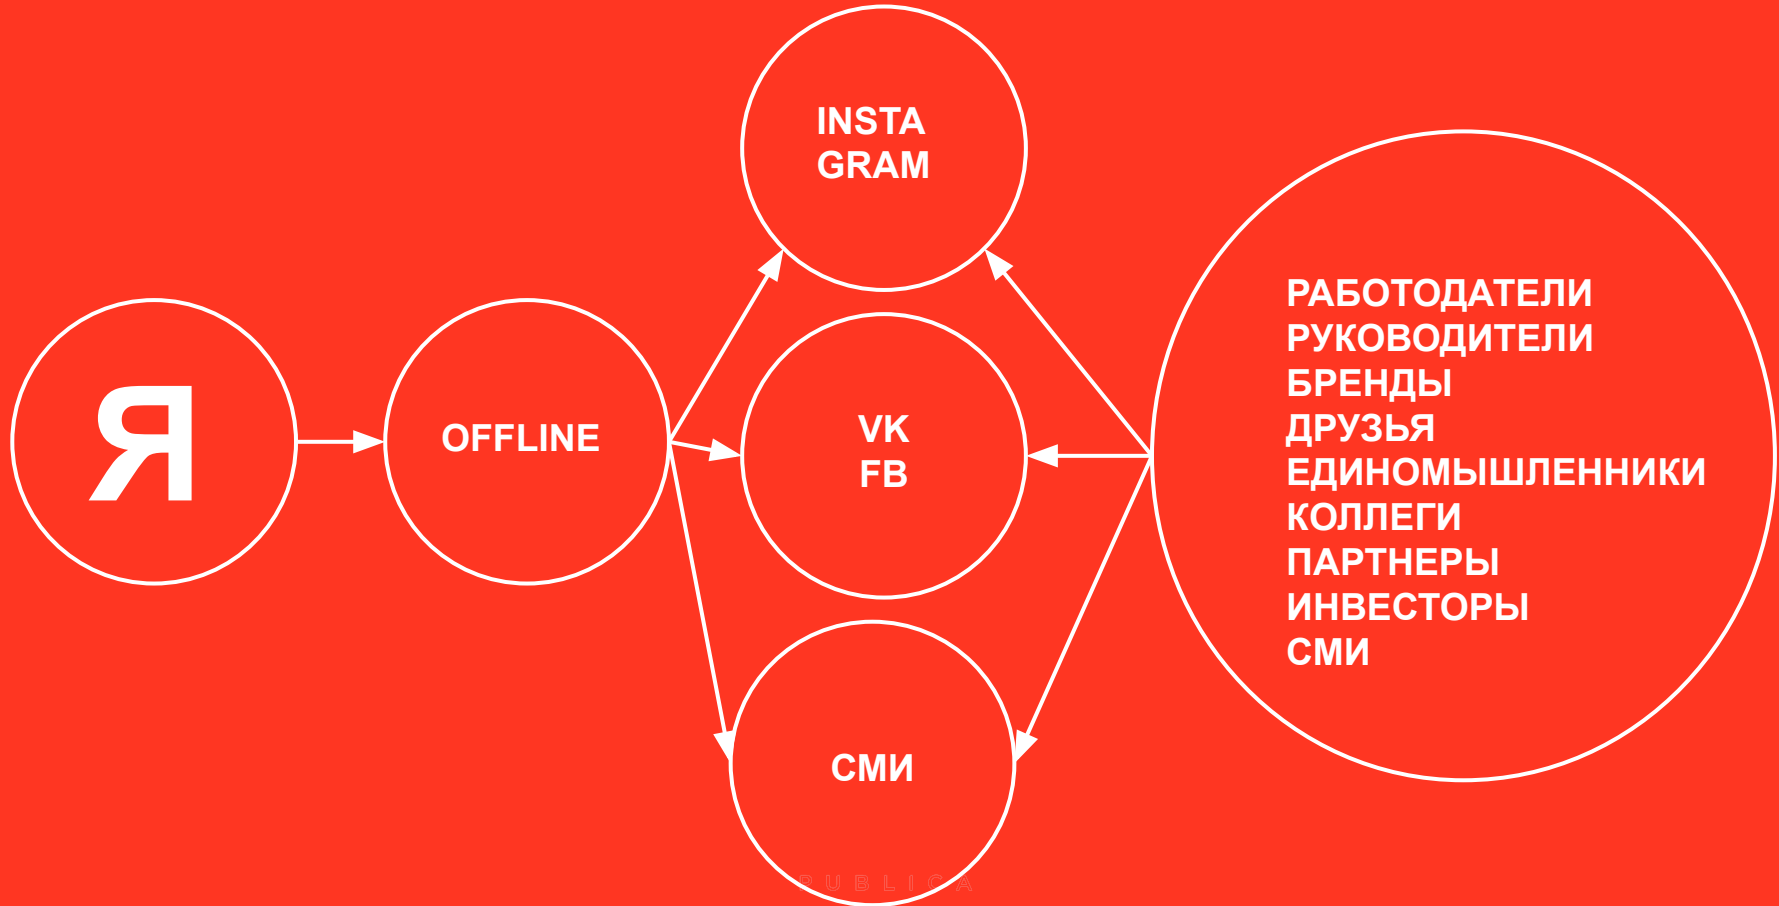 Я
OFFLINE
INSTA
GRAM
VK
FB
СМИ
РАБОТОДАТЕЛИ
РУКОВОДИТЕЛИ
БРЕНДЫ
ДРУЗЬЯ
ЕДИНОМЫШЛЕННИКИ
КОЛЛЕГИ
ПАРТНЕРЫ
ИНВЕСТОРЫ
СМИ
PUBLICA